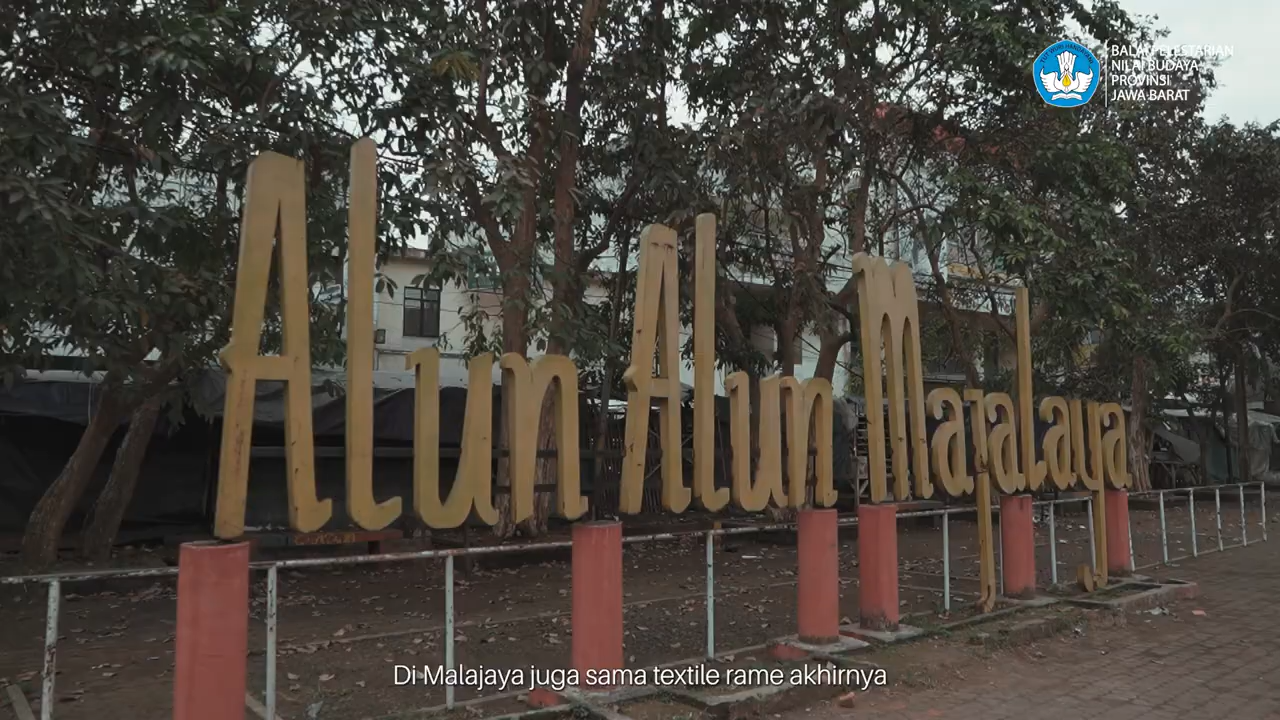 BALAI PELESTARIAN
NILAI BUDAYA
PROVINSI
JAWA BARAT
Alun Alun Majalaya
Di Malajaya juga sama textile rame akhirnya